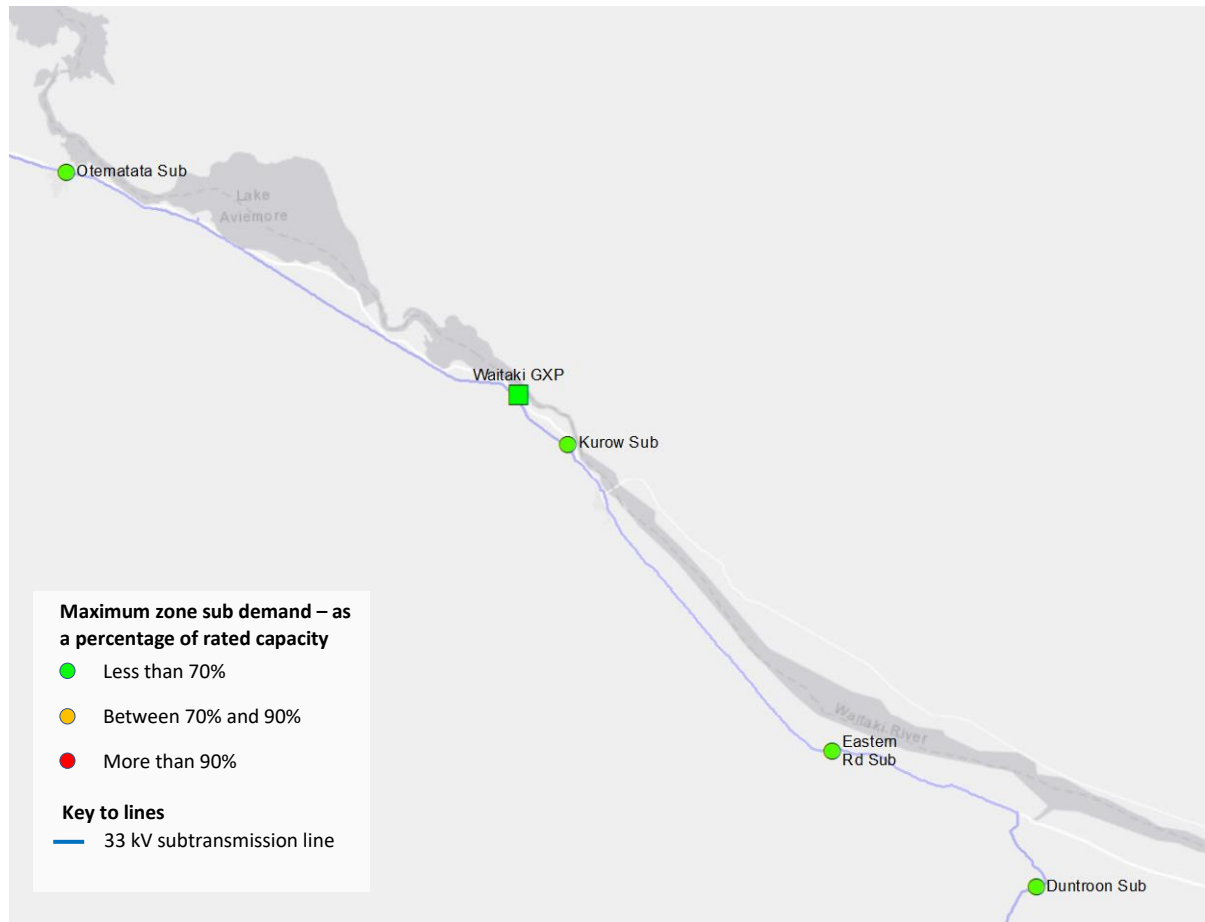 Otematata Sub
Lake
Aviemore
Waitaki GXP
Kurow Sub
Waitaki River
Eastern
Rd Sub
Duntroon Sub
Maximum zone sub demand – as
a percentage of rated capacity
Less than 70%
Between 70% and 90%
More than 90%
Key to lines
33 kV subtransmission line